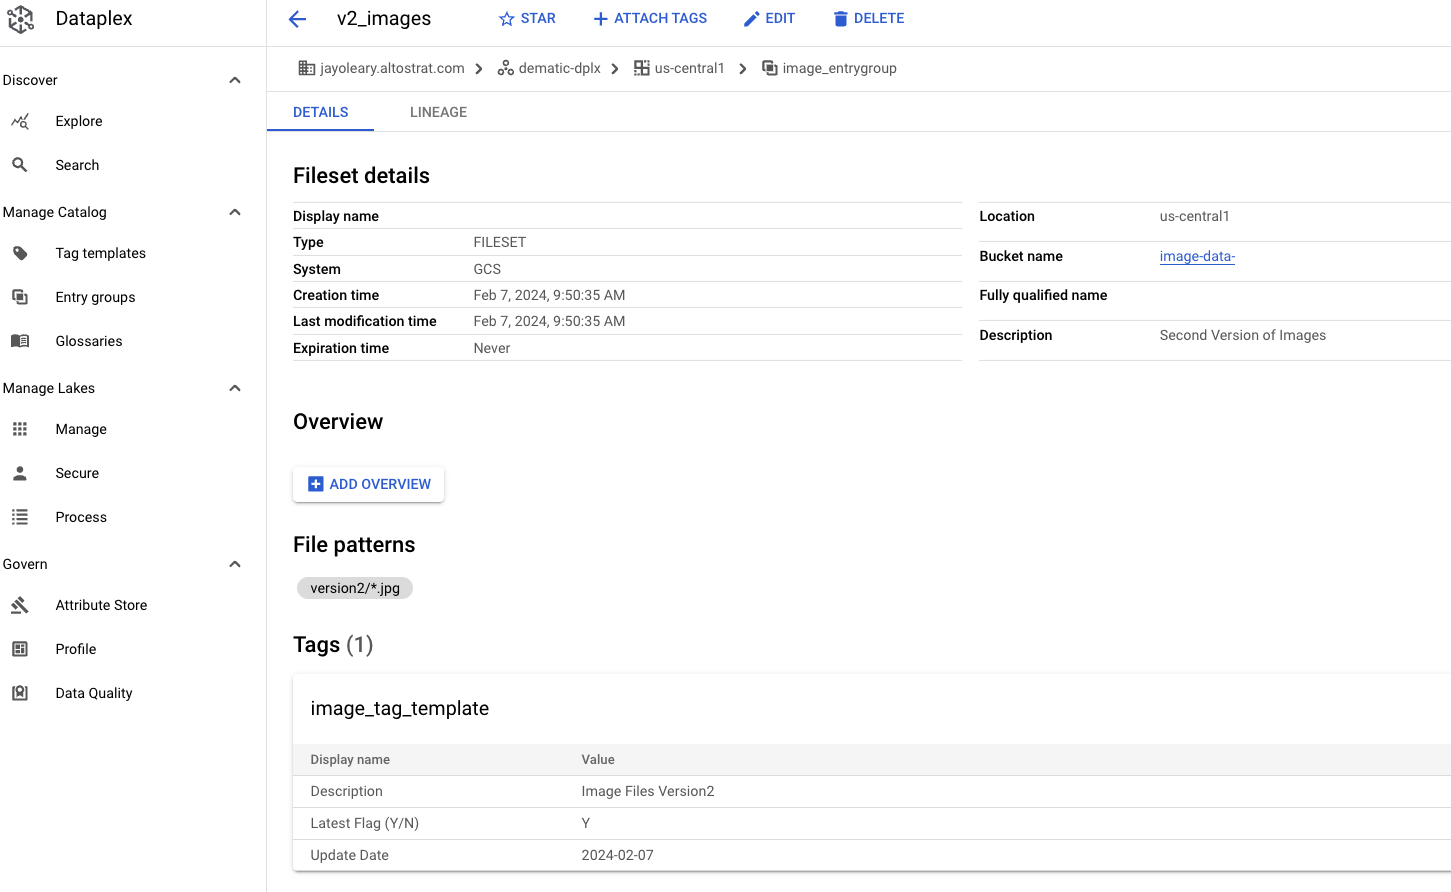 Dataplex
Discover
Explore
Search
Manage Catalog
Tag templates
Entry groups
Glossaries
Manage Lakes
Manage
Secure
Process
Govern
Attribute Store
Profile
Data Quality
v2_images STAR ATTACH TAGS EDIT DELETE
jayoleary.altostrat.com dematic-dplx us-central1 image_entrygroup
DETAILS LINEAGE
Fileset details
Display name
Type FILESET
System GCS
Creation time Feb 7, 2024, 9:50:35 AM
Last modification time Feb 7, 2024, 9:50:35 AM
Expiration time Never
Location us-central1
Bucket name image-data-
Fully qualified name
Description Second Version of Images
Overview
ADD OVERVIEW
File patterns
version2/*.jpg
Tags (1)
image_tag_template
Display name Value
Description Image Files Version2
Latest Flag (Y/N) Y
Update Date 2024-02-07